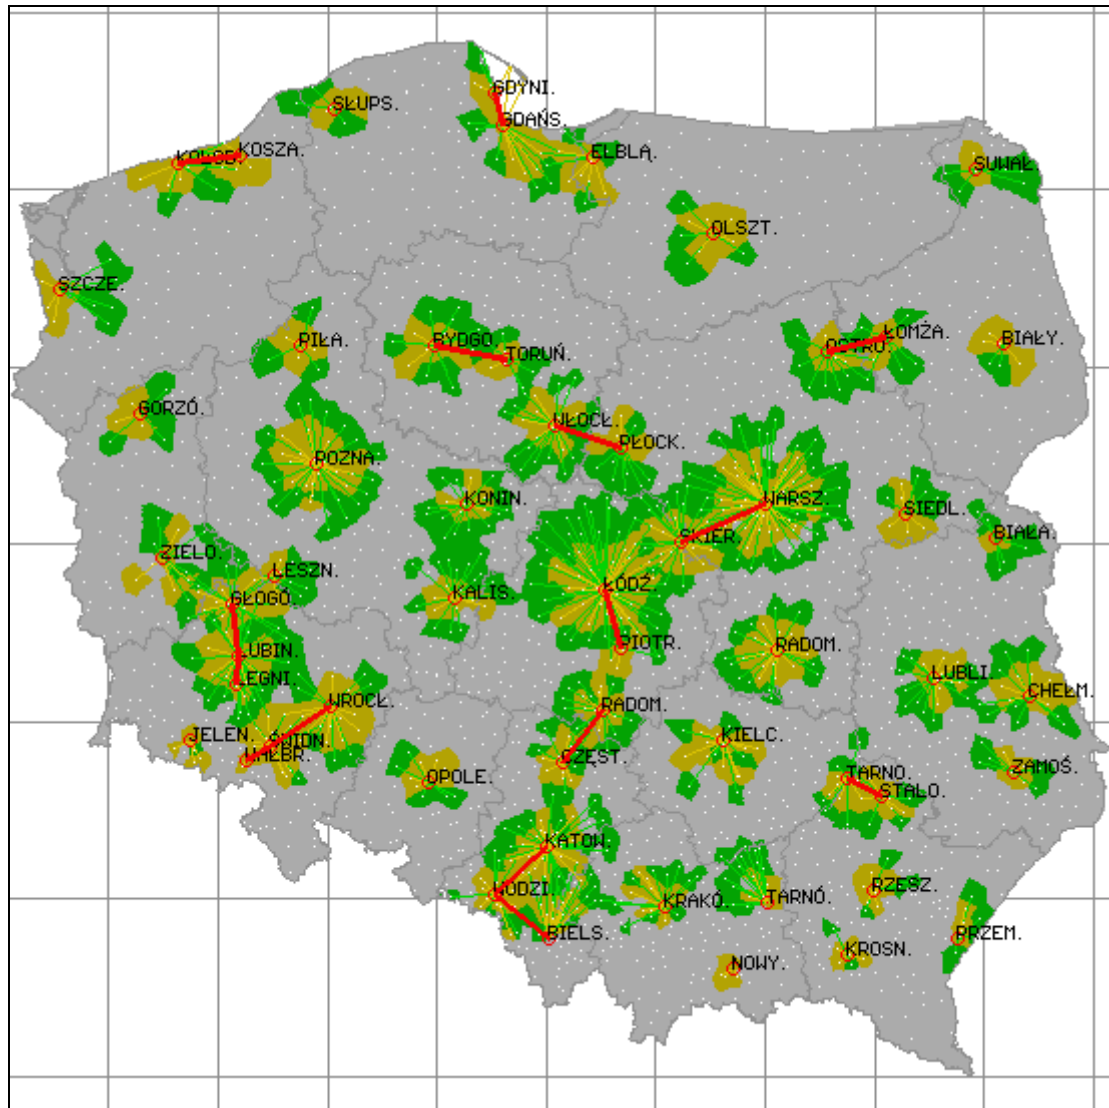 GDYNI.
SŁUPS.
GDAŃS.
KOSZA.
ELBLĄ.
SUWAŁ.
OLSZT.
SZCZE.
ŁOMŻA.
PIŁA.
BYDGO.
OSTRO.
BIAŁY.
TORUŃ.
GORZÓ.
WŁOCŁ.
PŁOCK.
POZNA.
KONIN.
WARSZ.
SIEDL.
SKIER.
BIAŁA.
ZIELO.
LESZN.
ŁÓDŹ.
KALIS.
GŁOGÓ.
PIOTR.
LUBIN.
RADOM.
LEGNI.
LUBLI.
CHEŁM.
WROCŁ.
RADOM.
JELEN.
KIELC.
WAŁBR.
CZĘST.
ZAMOŚ.
OPOLE.
TARNO.
STALO.
KATOW.
RZESZ.
WODZI.
KRAKÓ.
TARNÓ.
BIELS.
PRZEM.
KROSN.
NOWY.